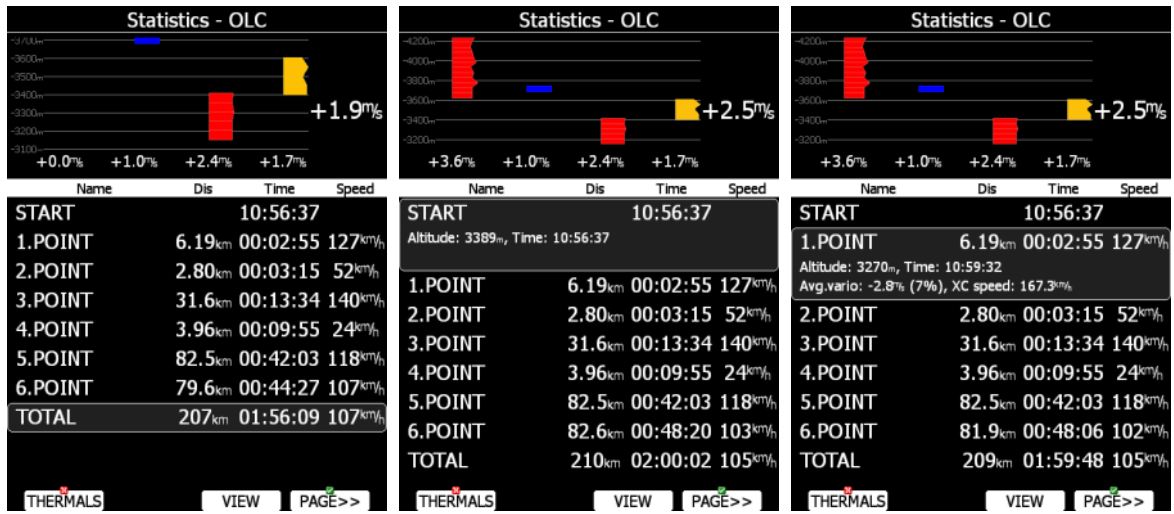 Statistics - OLC
-3700m
-3600m
-3500m
-3400m
-3300m
-3200m
-3100m
+1.9m/s
+0.0m/s +1.0m/s +2.4m/s +1.7m/s
Name Dis Time Speed
START 10:56:37
1.POINT 6.19km 00:02:55 127km/h
2.POINT 2.80km 00:03:15 52km/h
3.POINT 31.6km 00:13:34 140km/h
4.POINT 3.96km 00:09:55 24km/h
5.POINT 82.5km 00:42:03 118km/h
6.POINT 79.6km 00:44:27 107km/h
TOTAL 207km 01:56:09 107km/h
THERMALS VIEW PAGE>>
Statistics - OLC
-4200m
-4000m
-3800m
-3600m
-3400m
-3200m
+2.5m/s
+3.6m/s +1.0m/s +2.4m/s +1.7m/s
Name Dis Time Speed
START 10:56:37
Altitude: 3389m, Time: 10:56:37
1.POINT 6.19km 00:02:55 127km/h
2.POINT 2.80km 00:03:15 52km/h
3.POINT 31.6km 00:13:34 140km/h
4.POINT 3.96km 00:09:55 24km/h
5.POINT 82.5km 00:42:03 118km/h
6.POINT 82.6km 00:48:20 103km/h
TOTAL 210km 02:00:02 105km/h
THERMALS VIEW PAGE>>
Statistics - OLC
-4200m
-4000m
-3800m
-3600m
-3400m
-3200m
+2.5m/s
+3.6m/s +1.0m/s +2.4m/s +1.7m/s
Name Dis Time Speed
START 10:56:37
1.POINT 6.19km 00:02:55 127km/h
Altitude: 3270m, Time: 10:59:32
Avg.vario: -2.8m/s (7%), XC speed: 167.3km/h
2.POINT 2.80km 00:03:15 52km/h
3.POINT 31.6km 00:13:34 140km/h
4.POINT 3.96km 00:09:55 24km/h
5.POINT 82.5km 00:42:03 118km/h
6.POINT 81.9km 00:48:06 102km/h
TOTAL 209km 01:59:48 105km/h
THERMALS VIEW PAGE>>